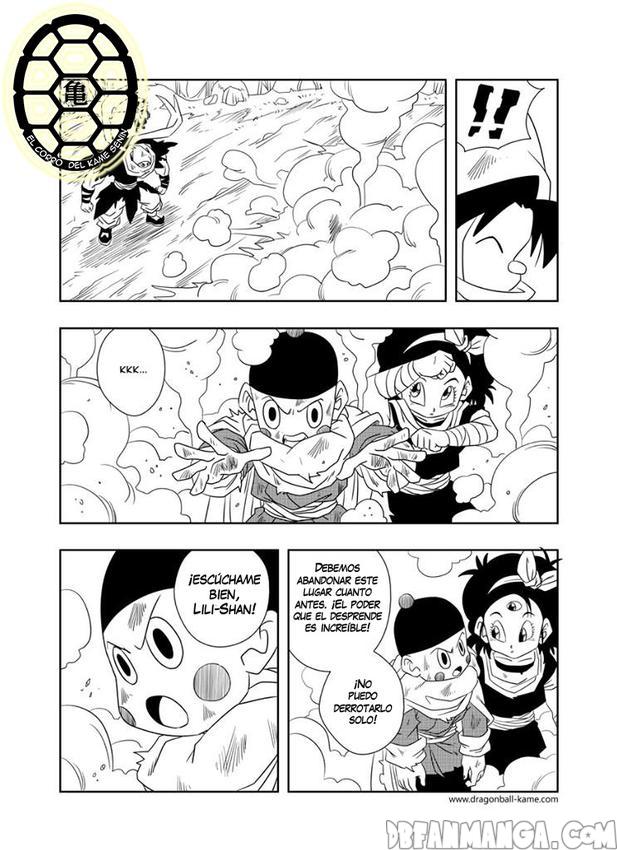 亀
EL CORRO DEL KAME SENIN
!!
KKK...
¡ESCÚCHAME
BIEN,
LILI-SHAN!
DEBEMOS
ABANDONAR ESTE
LUGAR CUANTO
ANTES. ¡EL PODER
QUE EL DESPRENDE
ES INCREÍBLE!
¡NO
PUEDO
DERROTARLO
SOLO!
www.dragonball-kame.com
DBFANMANGA.COM